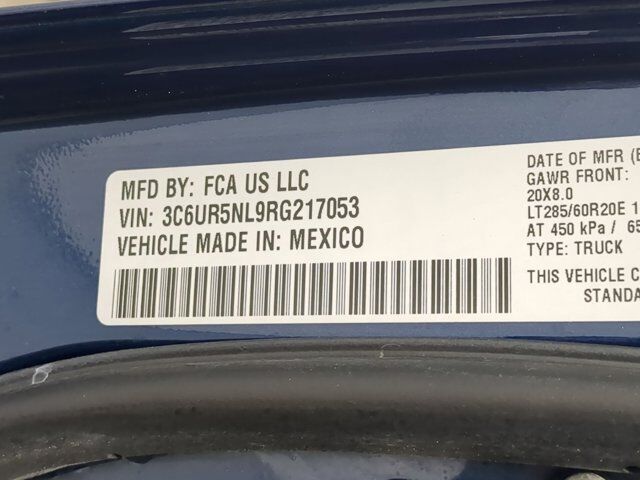 MFD BY: FCA US LLC
VIN: 3C6UR5NL9RG217053
VEHICLE MADE IN: MEXICO
DATE OF MFR
GAWR FRONT:
20X8.0
LT285/60R20E
AT 450 kPa /
TYPE: TRUCK
THIS VEHICLE